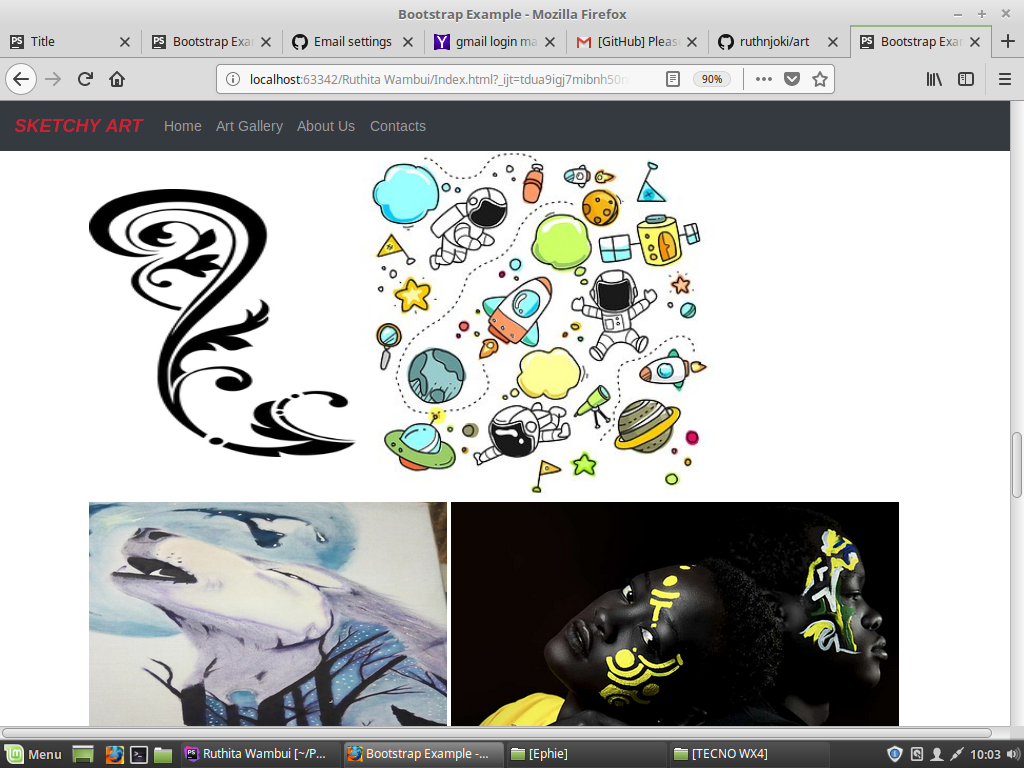 Bootstrap Example - Mozilla Firefox
Title
Bootstrap Exa
Email settings
gmail login ma
[GitHub] Pleas
ruthnjoki/art
Bootstrap Exam
localhost:63342/Ruthita Wambui/Index.html?_ijt=tdua9igj7mibnh50r
90%
SKETCHY ART
Home
Art Gallery
About Us
Contacts
Menu
Ruthita Wambui [~/P...
Bootstrap Example -...
[Ephie]
[TECNO WX4]
10:03